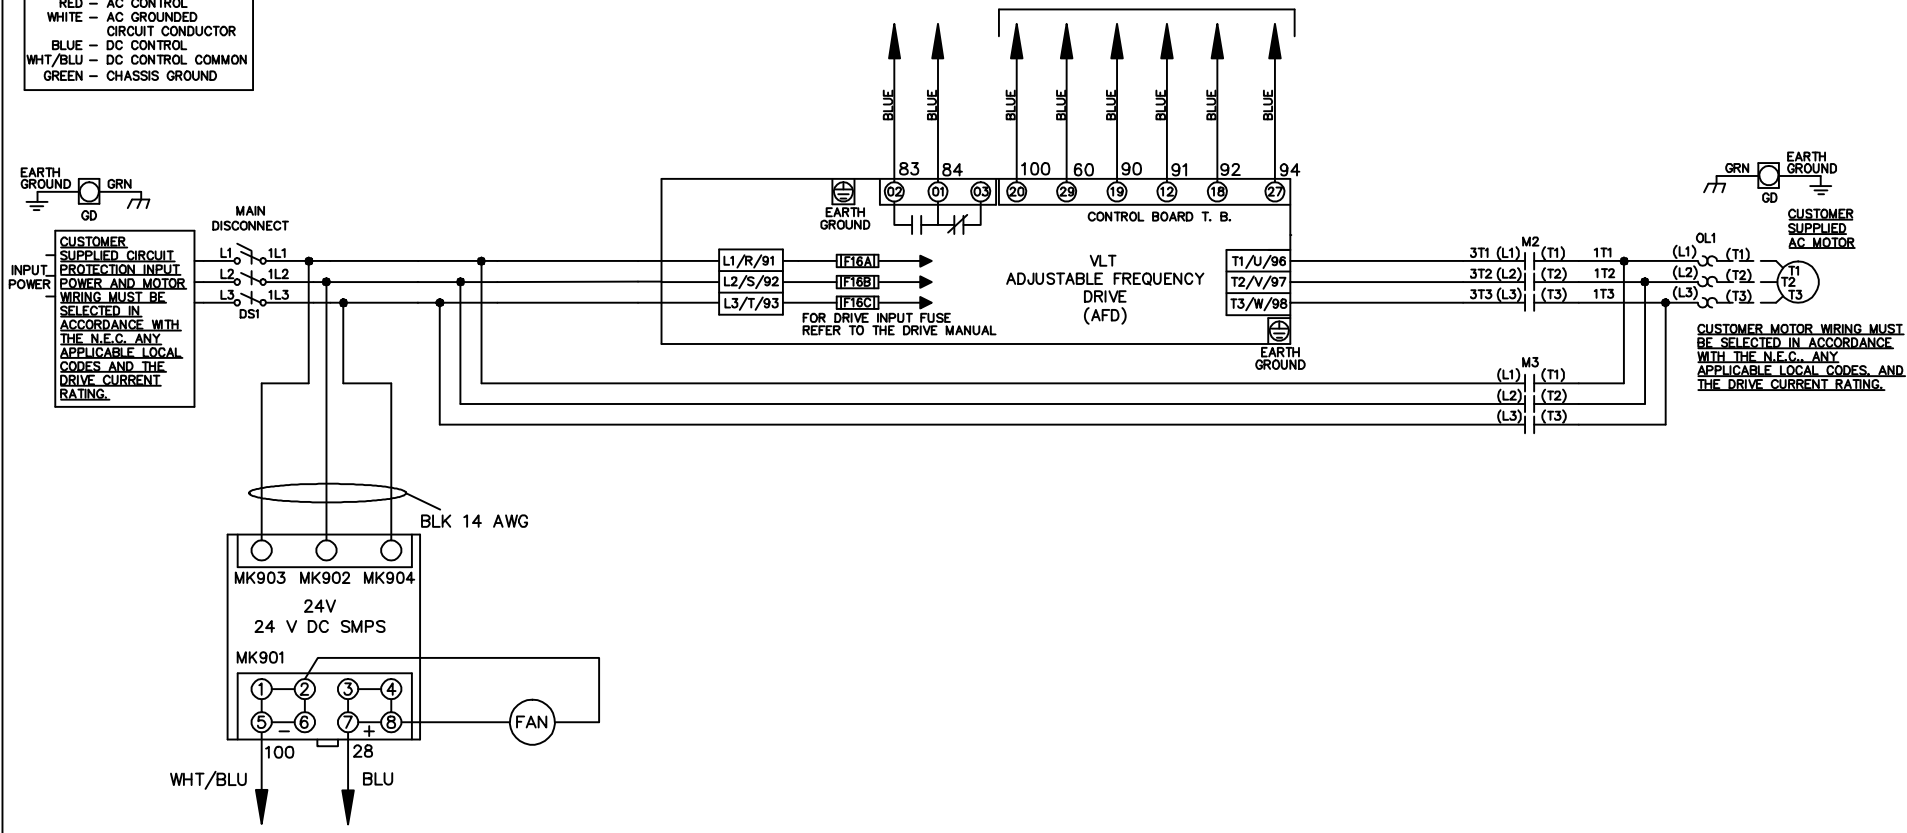 RED – AC CONTROL
WHITE – AC GROUNDED
CIRCUIT CONDUCTOR
BLUE – DC CONTROL
WHT/BLU – DC CONTROL COMMON
GREEN – CHASSIS GROUND
BLUE
BLUE
BLUE
BLUE
BLUE
BLUE
BLUE
BLUE
83
84
100
60
90
91
92
94
02
01
03
20
29
19
12
18
27
EARTH
GROUND
CONTROL BOARD T. B.
EARTH
GROUND
GRN
GD
MAIN
DISCONNECT
INPUT
POWER
CUSTOMER
SUPPLIED CIRCUIT
PROTECTION INPUT
POWER AND MOTOR
WIRING MUST BE
SELECTED IN
ACCORDANCE WITH
THE N.E.C. ANY
APPLICABLE LOCAL
CODES AND THE
DRIVE CURRENT
RATING.
L1 1L1
L2 1L2
L3 1L3
DS1
L1/R/91
L2/S/92
L3/T/93
F16A
F16B
F16C
FOR DRIVE INPUT FUSE
REFER TO THE DRIVE MANUAL
VLT
ADJUSTABLE FREQUENCY
DRIVE
(AFD)
T1/U/96
T2/V/97
T3/W/98
EARTH
GROUND
M2
3T1 (L1) (T1) 1T1
3T2 (L2) (T2) 1T2
3T3 (L3) (T3) 1T3
M3
(L1) (T1)
(L2) (T2)
(L3) (T3)
OL1
(L1) (T1)
(L2) (T2)
(L3) (T3)
T1
T2
T3
GRN
EARTH
GROUND
GD
CUSTOMER
SUPPLIED
AC MOTOR
CUSTOMER MOTOR WIRING MUST
BE SELECTED IN ACCORDANCE
WITH THE N.E.C., ANY
APPLICABLE LOCAL CODES, AND
THE DRIVE CURRENT RATING.
BLK 14 AWG
MK903 MK902 MK904
24V
24 V DC SMPS
MK901
1 2 3 4
5 6 7 8
– +
FAN
100
28
WHT/BLU
BLU